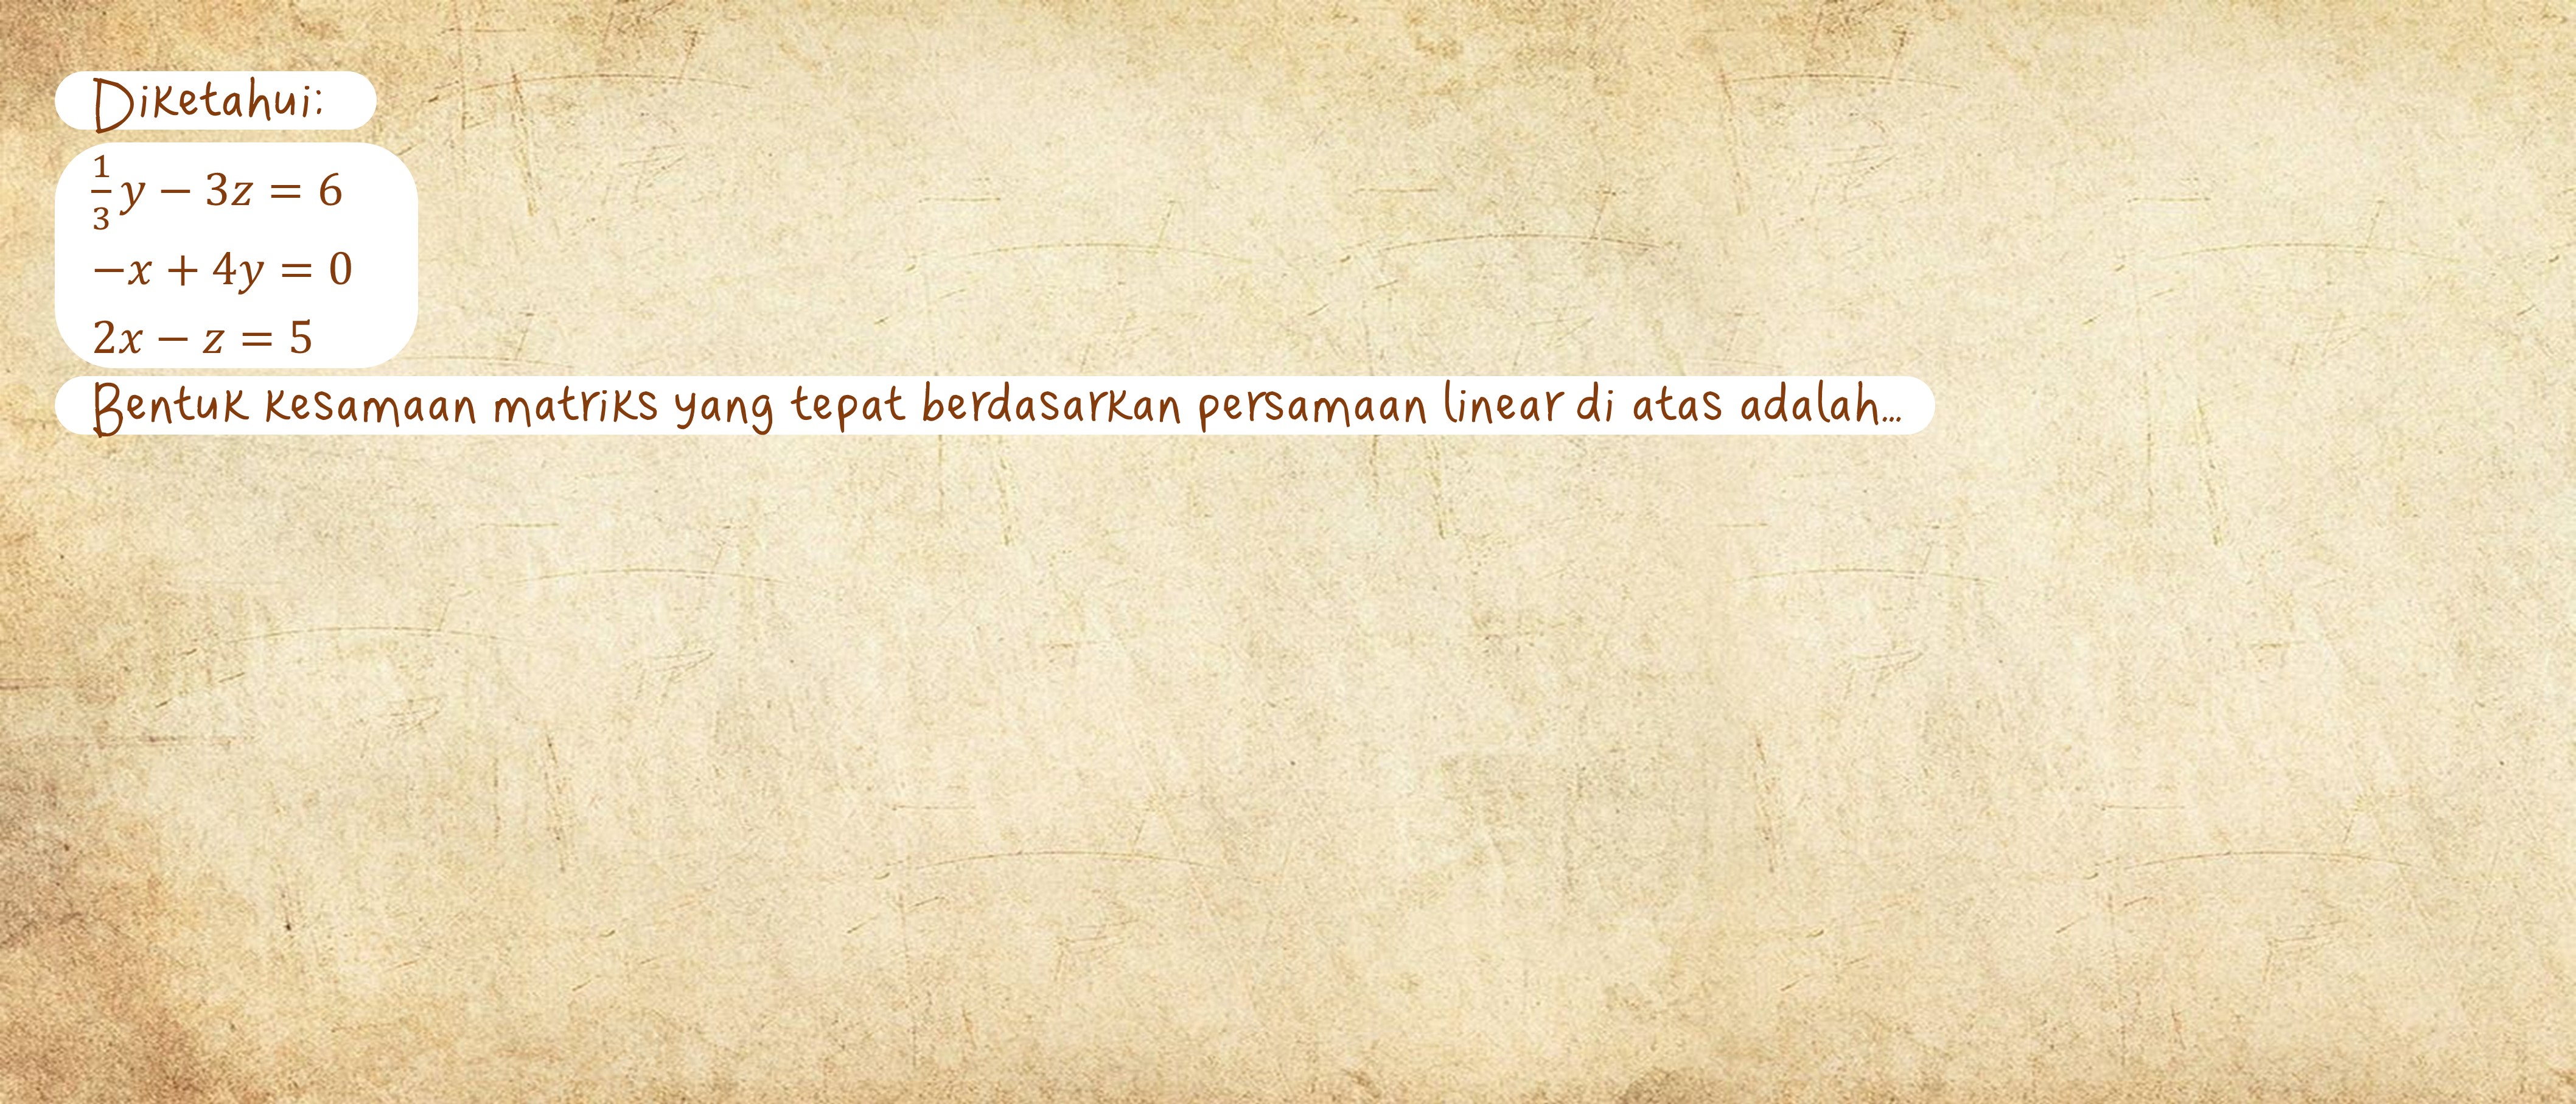 Diketahui:
\frac{1}{3}y − 3z = 6
−x + 4y = 0
2x − z = 5
Bentuk kesamaan matriks yang tepat berdasarkan persamaan linear di atas adalah...